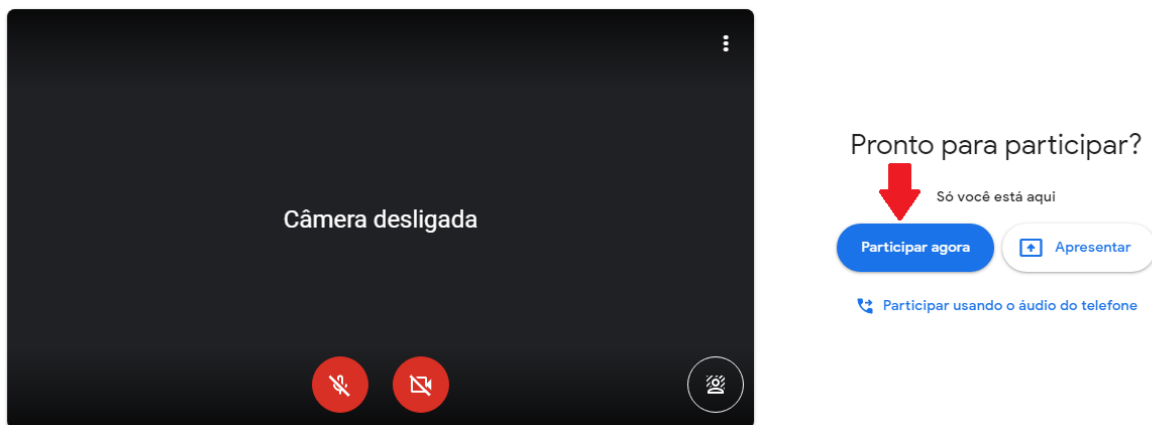 Câmera desligada
Pronto para participar?
Só você está aqui
Participar agora
Apresentar
Participar usando o áudio do telefone